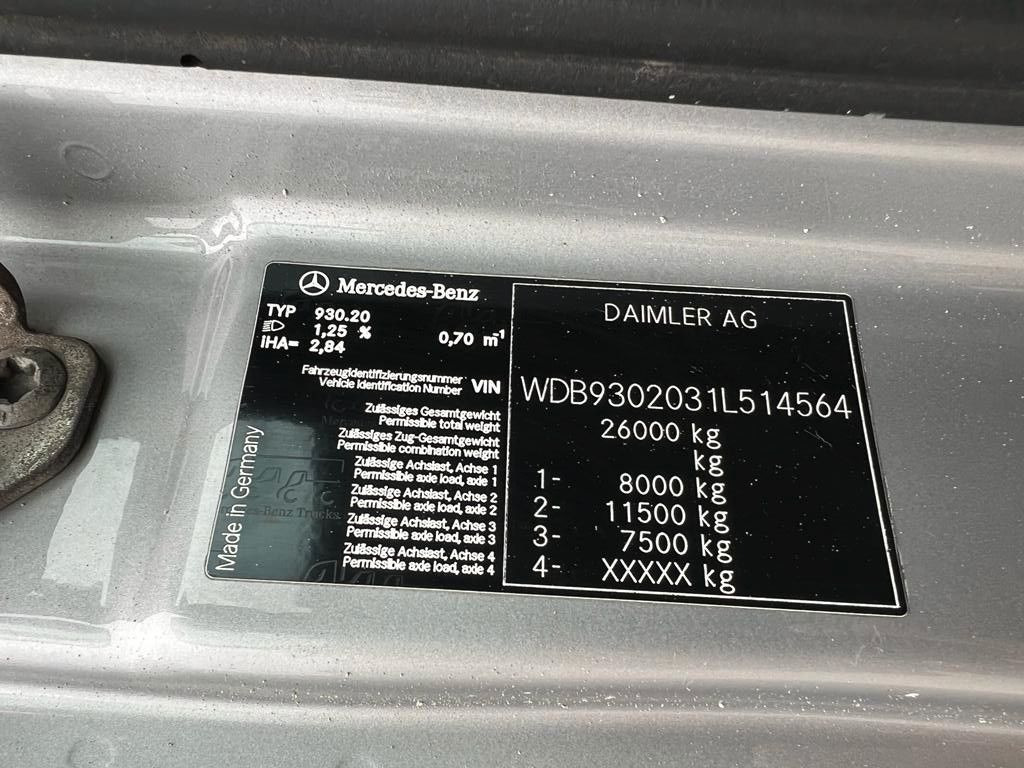 Mercedes-Benz
TYP 930.20
1,25 % 0,70 m⁻¹
iHA= 2,84
Fahrzeugidentifizierungsnummer
Vehicle Identification Number VIN
Zulässiges Gesamtgewicht
Permissible total weight
Zulässiges Zug-Gesamtgewicht
Permissible combination weight
Zulässige Achslast, Achse 1
Permissible axle load, axle 1
Zulässige Achslast, Achse 2
Permissible axle load, axle 2
Zulässige Achslast, Achse 3
Permissible axle load, axle 3
Zulässige Achslast, Achse 4
Permissible axle load, axle 4
Made in Germany
-Benz Trucks.
DAIMLER AG
WDB9302031L514564
26000 kg
kg
1- 8000 kg
2- 11500 kg
3- 7500 kg
4- XXXXX kg